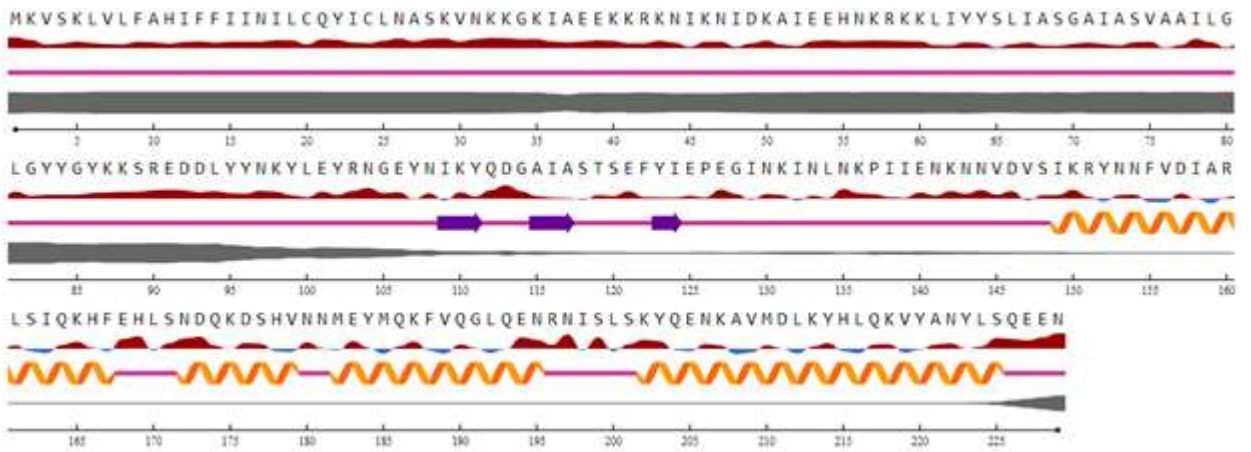 MKVSKLVLFAHIFFIINILCQYICLNASKVNKKGKIAEEKKRKNIKNIDKAIEEHNKRKKLIYYSLIASGAIASVAAILG
5 10 15 20 25 30 35 40 45 50 55 60 65 70 75 80
LGYYGYKKSREDDLYYNKYLEYRNGEYNIKYQDGAIASTSEFYIEPEGINKINLNKPIIENKNNVDVSIKRYNNFVDIAR
85 90 95 100 105 110 115 120 125 130 135 140 145 150 155 160
LSIQKHFEHLSNDQKDSHVNNMEYMQKFVQGLQENRNISLSKYQENKAVMDLKYHLQKVYANYLSQEEN
165 170 175 180 185 190 195 200 205 210 215 220 225